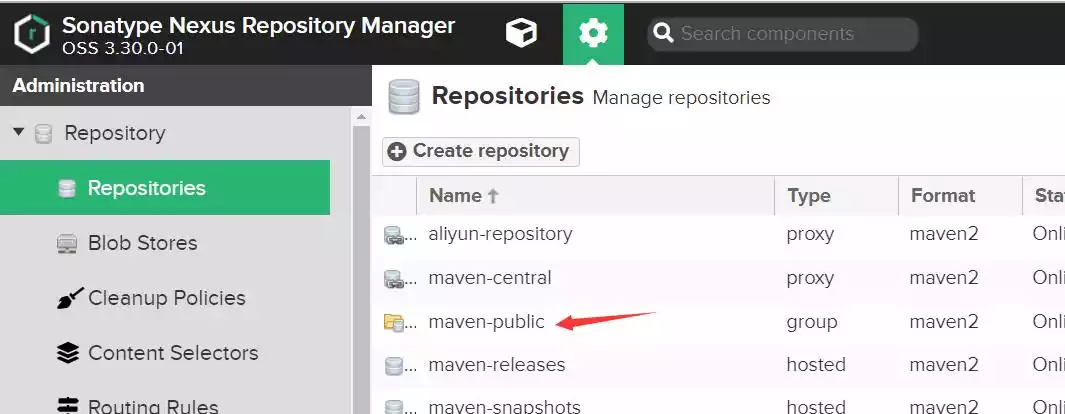 Sonatype Nexus Repository Manager
OSS 3.30.0-01
Search components
Administration
Repository
Repositories
Blob Stores
Cleanup Policies
Content Selectors
Routing Rules
Repositories Manage repositories
Create repository
Name Type Format Sta
... aliyun-repository proxy maven2 Onli
... maven-central proxy maven2 Onli
... maven-public group maven2 Onli
... maven-releases hosted maven2 Onli
... maven-snapshots hosted maven2 Onli